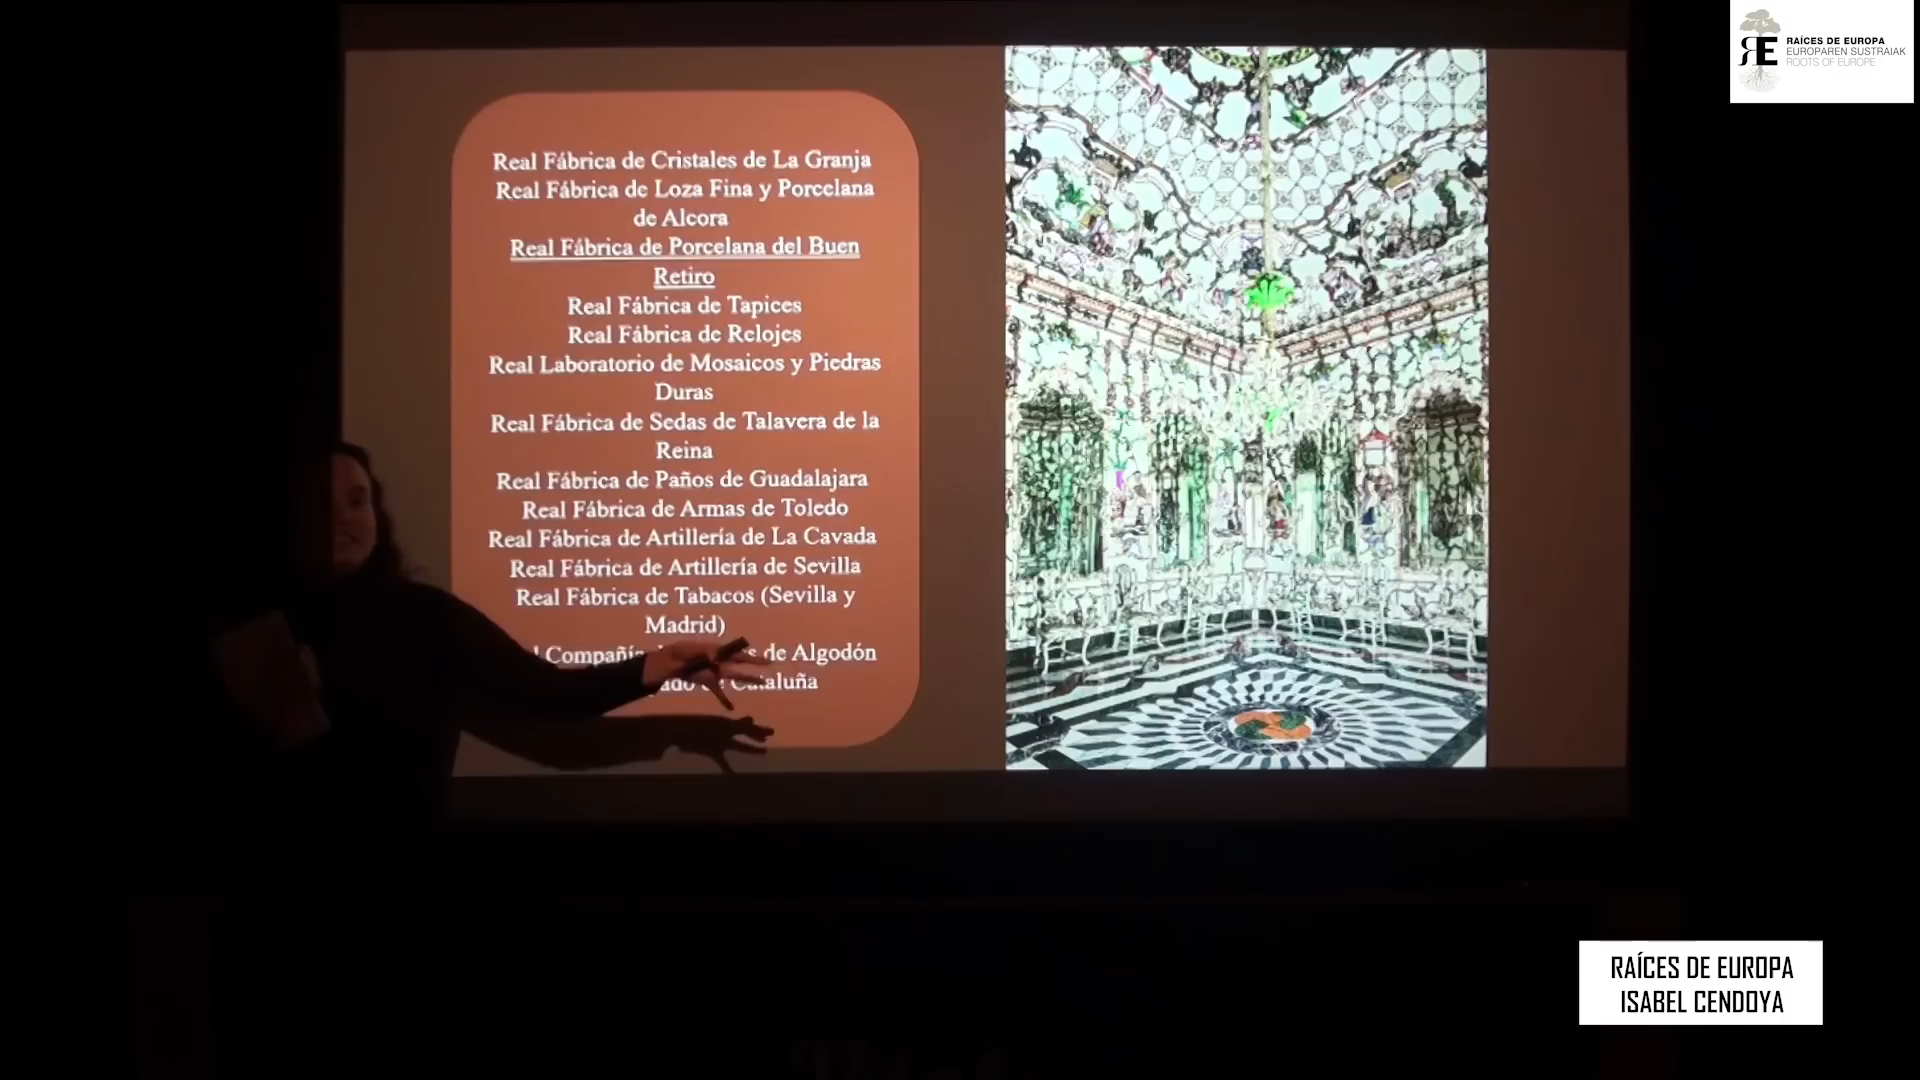 RAÍCES DE EUROPA
EUROPAREN SUSTRAIAK
ROOTS OF EUROPE
Real Fábrica de Cristales de La Granja
Real Fábrica de Loza Fina y Porcelana
de Alcora
Real Fábrica de Porcelana del Buen
Retiro
Real Fábrica de Tapices
Real Fábrica de Relojes
Real Laboratorio de Mosaicos y Piedras
Duras
Real Fábrica de Sedas de Talavera de la
Reina
Real Fábrica de Paños de Guadalajara
Real Fábrica de Armas de Toledo
Real Fábrica de Artillería de La Cavada
Real Fábrica de Artillería de Sevilla
Real Fábrica de Tabacos (Sevilla y
Madrid)
de Algodón
Cataluña
RAÍCES DE EUROPA
ISABEL CENDOYA